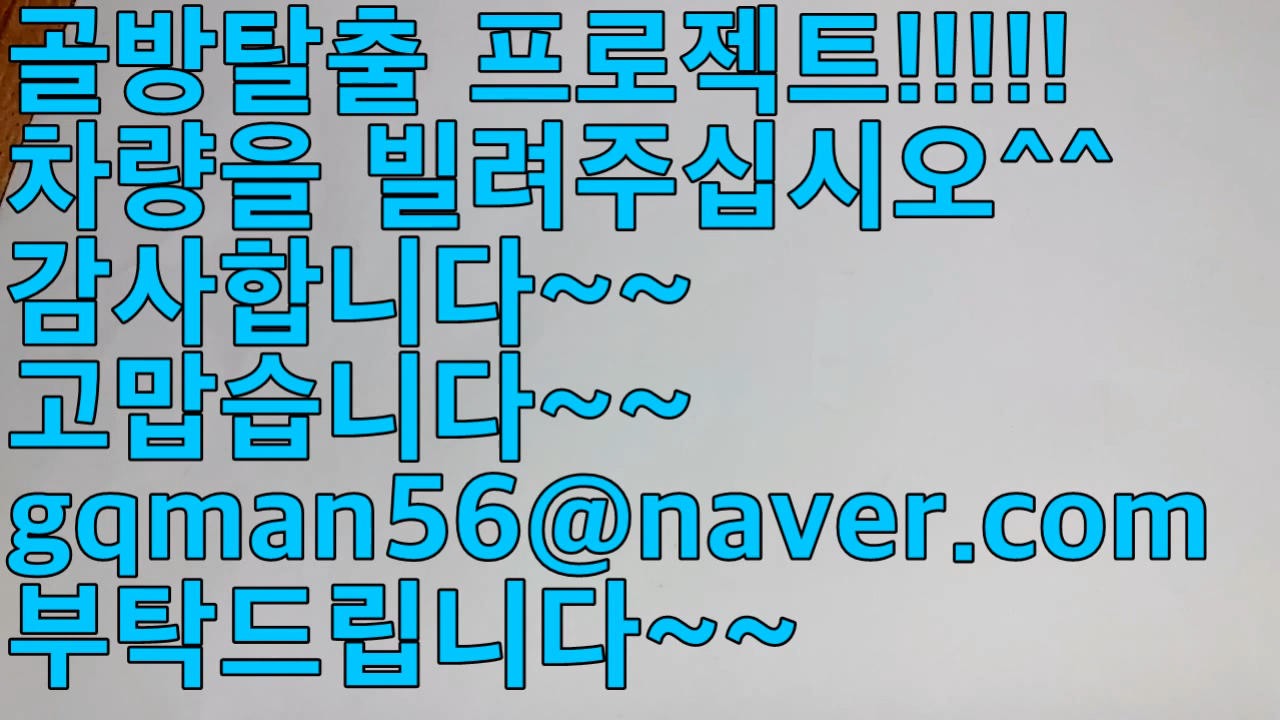 골방탈출 프로젝트!!!!!
차량을 빌려주십시오^^
감사합니다~~
고맙습니다~~
gqman56@naver.com
부탁드립니다~~